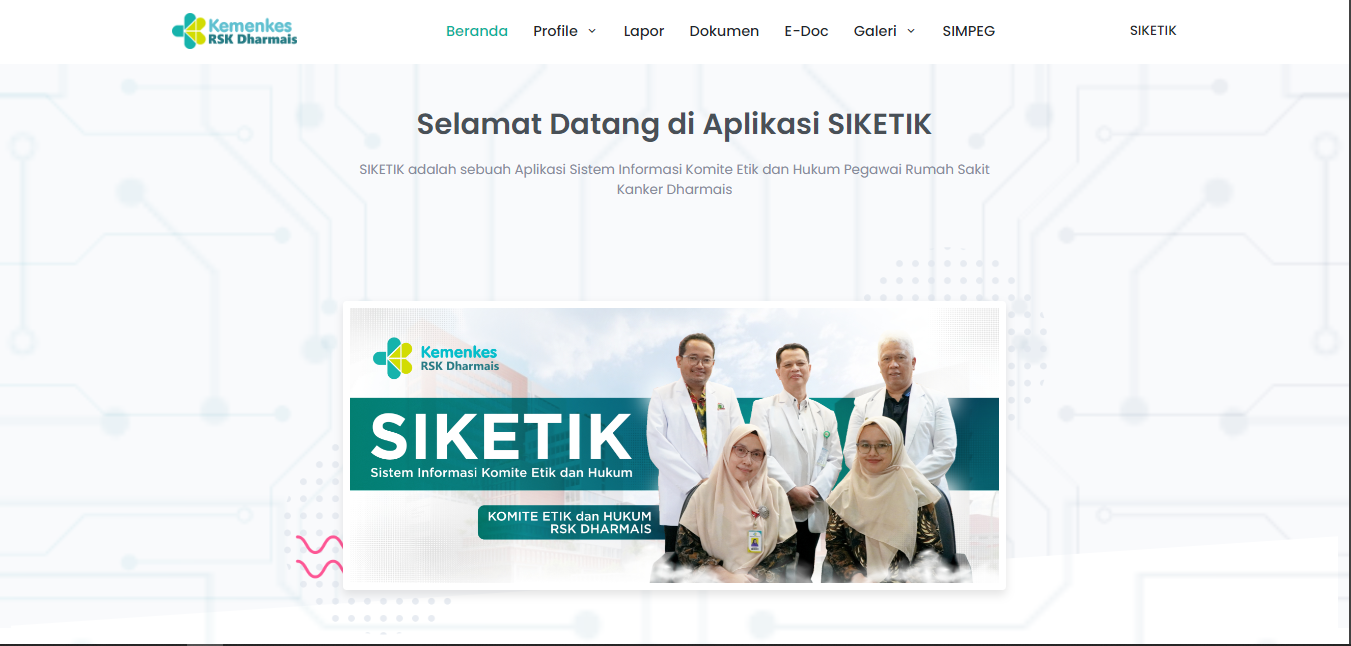 Kemenkes
RSK Dharmais
Beranda
Profile
Lapor
Dokumen
E-Doc
Galeri
SIMPEG
SIKETIK
Selamat Datang di Aplikasi SIKETIK
SIKETIK adalah sebuah Aplikasi Sistem Informasi Komite Etik dan Hukum Pegawai Rumah Sakit
Kanker Dharmais
Kemenkes
RSK Dharmais
SIKETIK
Sistem Informasi Komite Etik dan Hukum
KOMITE ETIK dan HUKUM
RSK DHARMAIS